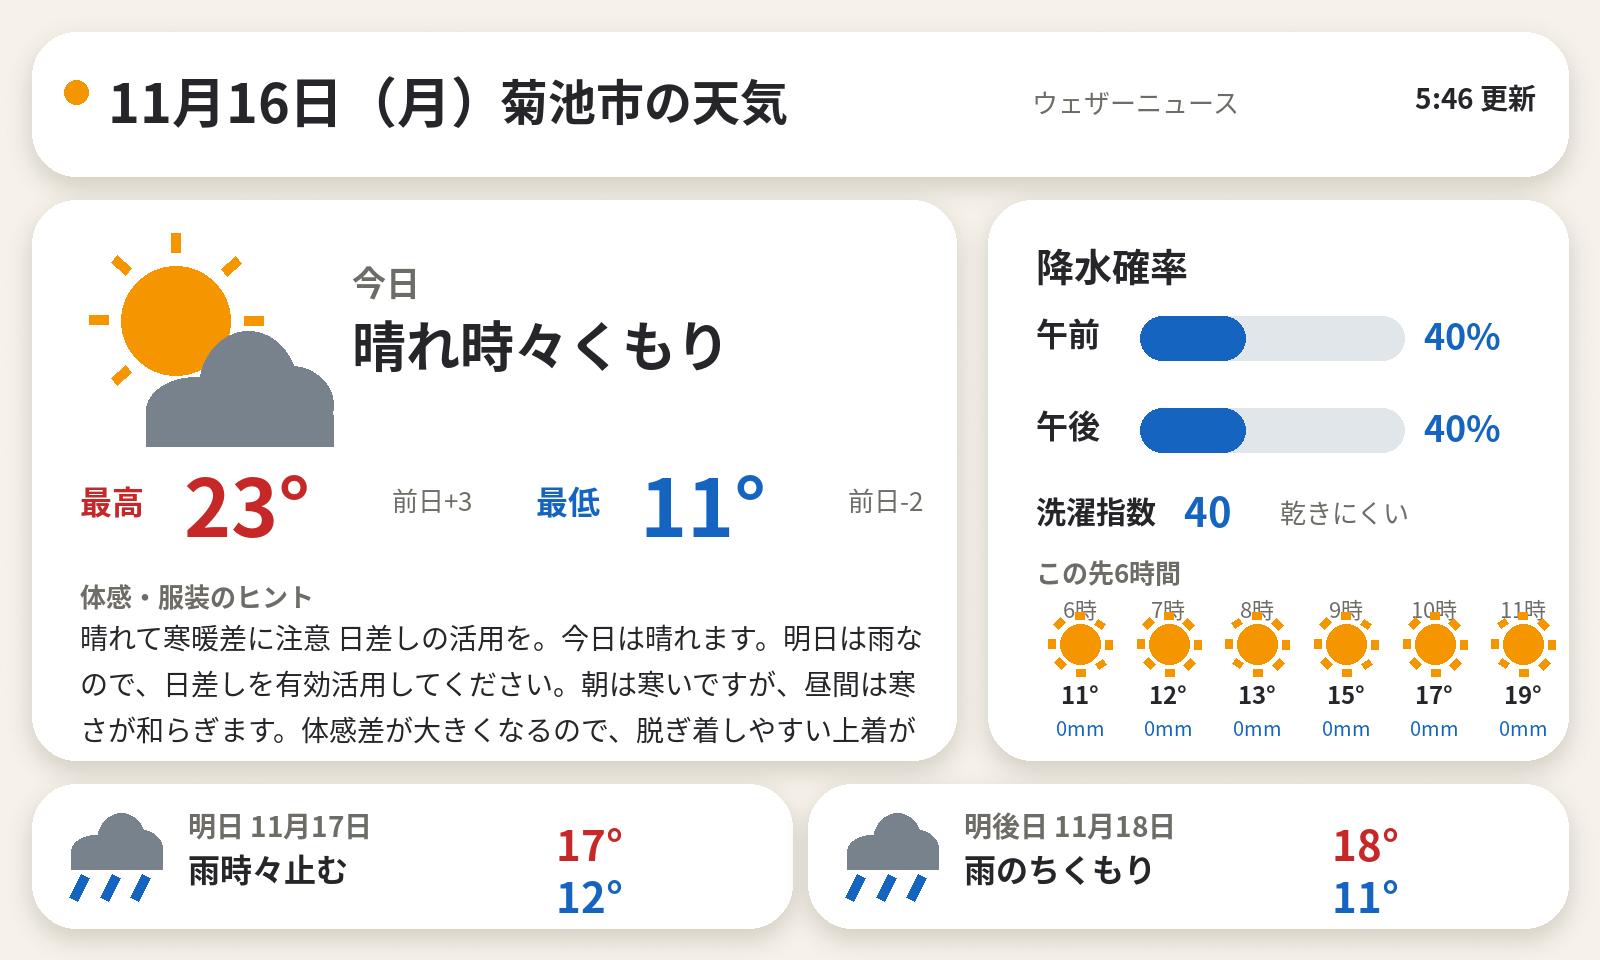 11月16日（月）菊池市の天気
ウェザーニュース
5:46 更新
今日
晴れ時々くもり
最高 23° 前日+3 最低 11° 前日-2
体感・服装のヒント
晴れて寒暖差に注意 日差しの活用を。今日は晴れます。明日は雨な
ので、日差しを有効活用してください。朝は寒いですが、昼間は寒
さが和らぎます。体感差が大きくなるので、脱ぎ着しやすい上着が
降水確率
午前 40%
午後 40%
洗濯指数 40 乾きにくい
この先6時間
6時 7時 8時 9時 10時 11時
11° 12° 13° 15° 17° 19°
0mm 0mm 0mm 0mm 0mm 0mm
明日 11月17日
雨時々止む
17°
12°
明後日 11月18日
雨のちくもり
18°
11°